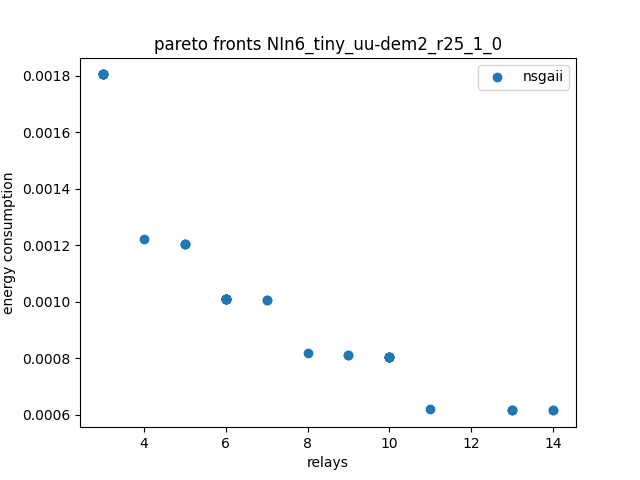 pareto fronts NIn6_tiny_uu-dem2_r25_1_0
nsgaii
energy consumption
0.0018
0.0016
0.0014
0.0012
0.0010
0.0008
0.0006
4 6 8 10 12 14
relays